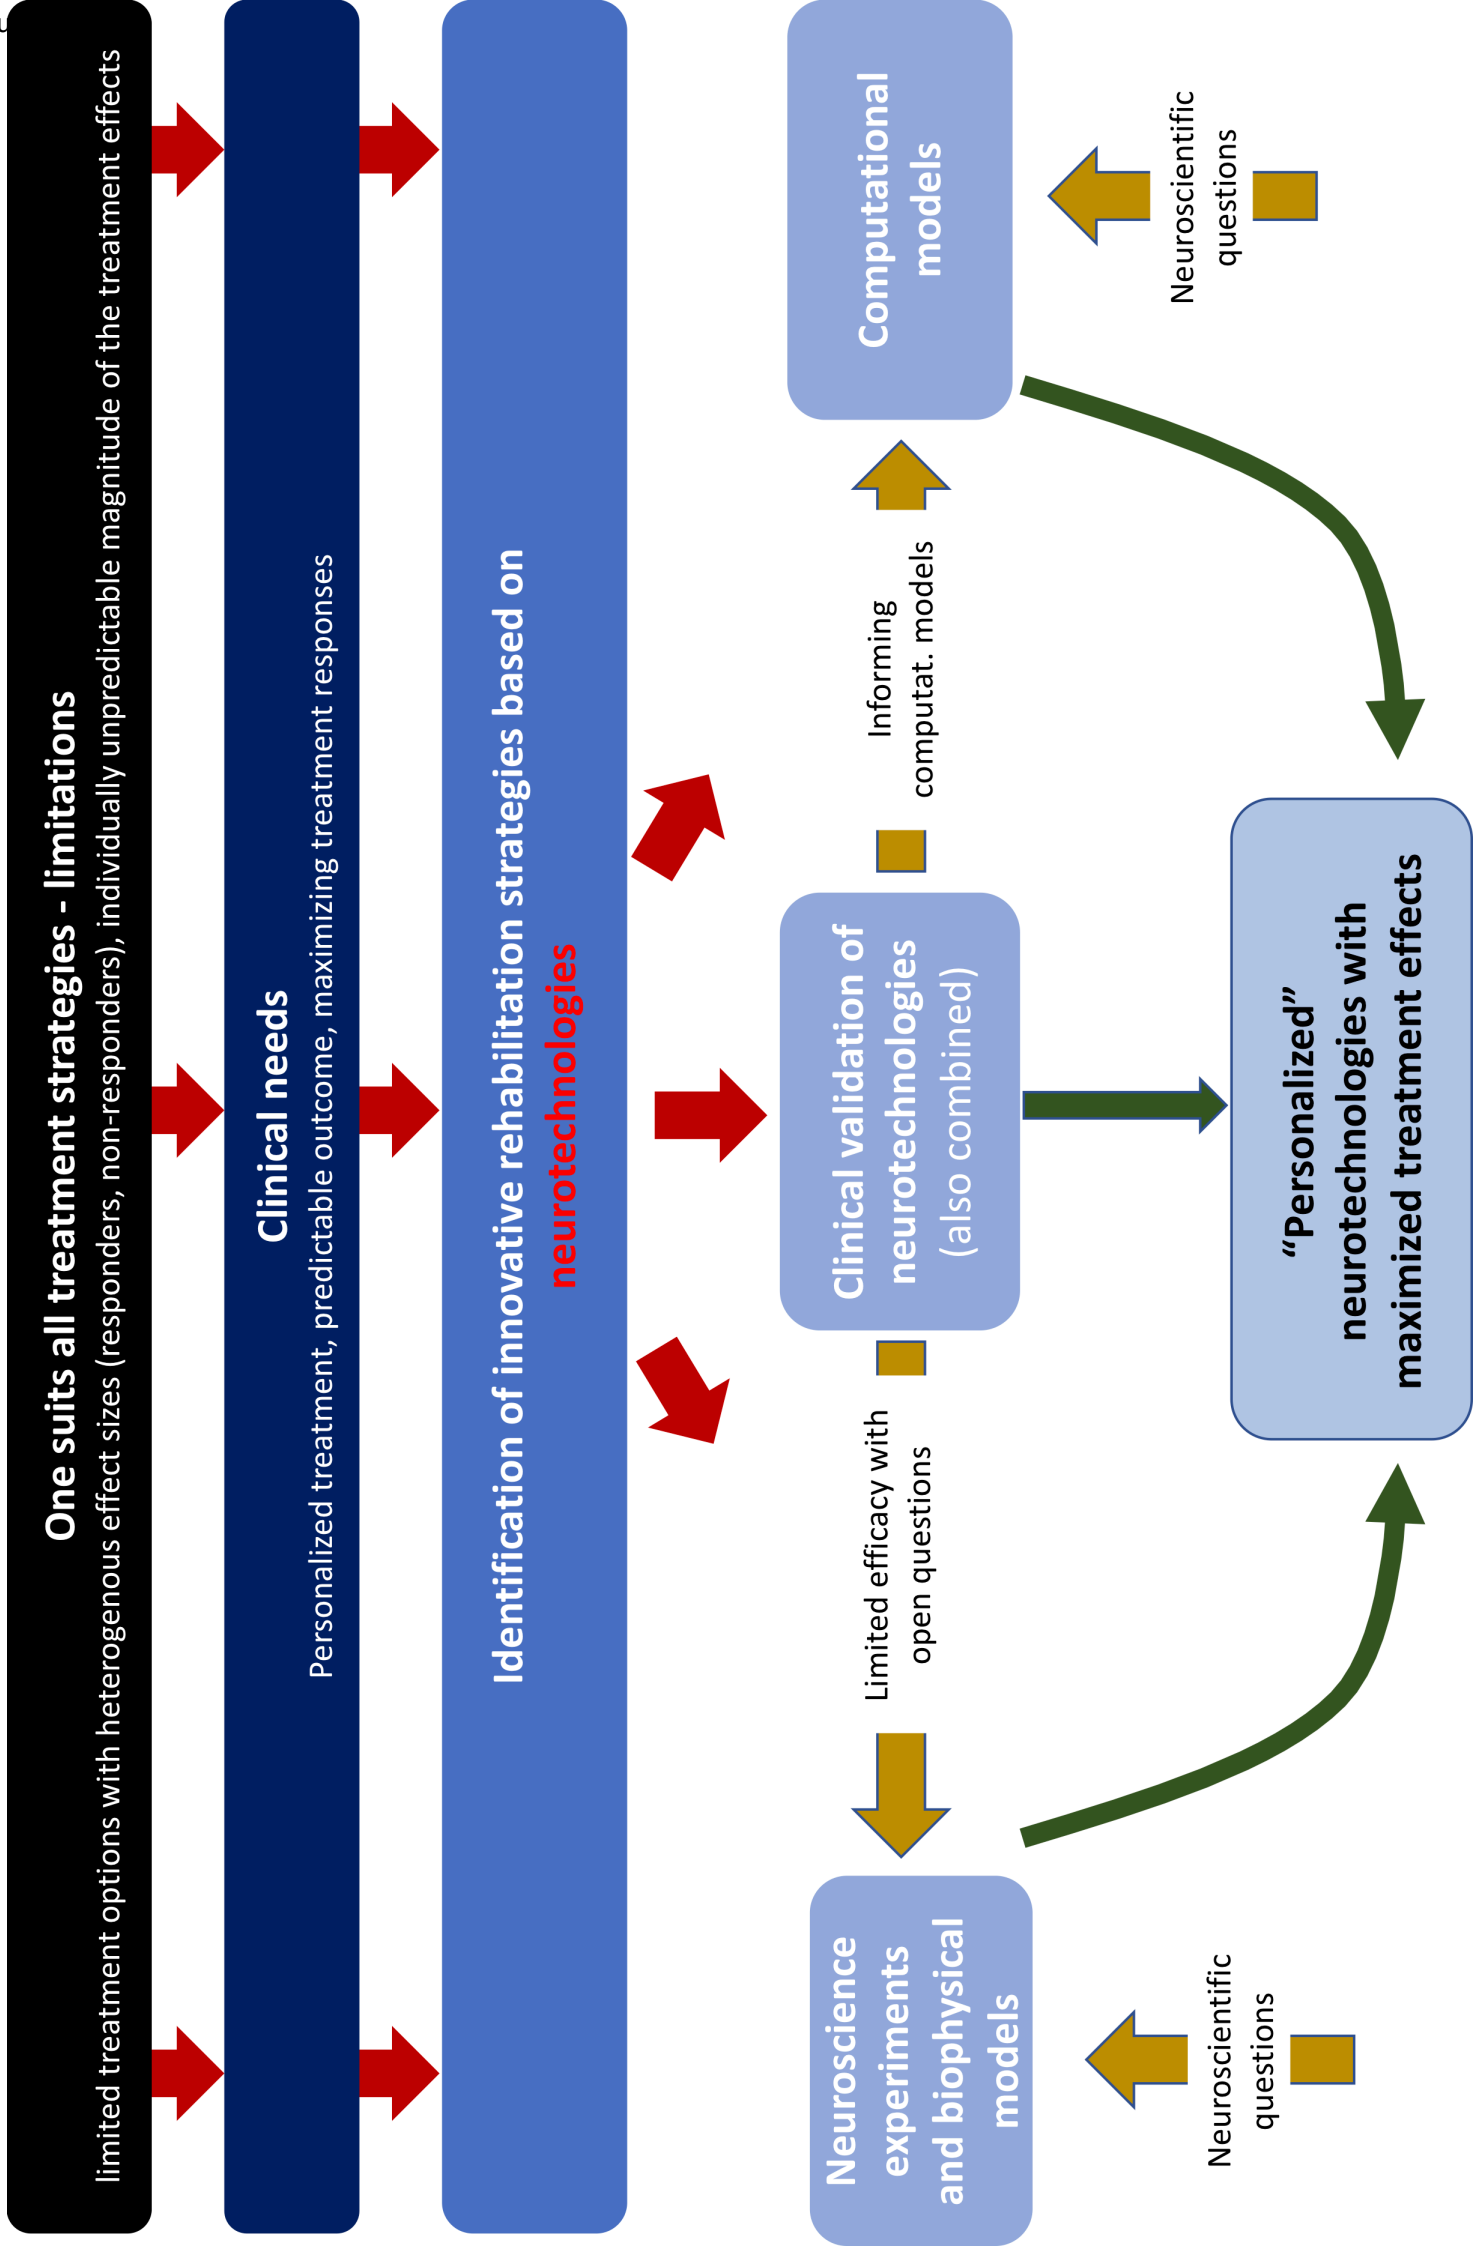 One suits all treatment strategies - limitations
limited treatment options with heterogenous effect sizes (responders, non-responders), individually unpredictable magnitude of the treatment effects
Clinical needs
Personalized treatment, predictable outcome, maximizing treatment responses
Identification of innovative rehabilitation strategies based on
neurotechnologies
Neuroscience
experiments
and biophysical
models
Limited efficacy with
open questions
Clinical validation of
neurotechnologies
(also combined)
Informing
computat. models
Computational
models
Neuroscientific
questions
"Personalized”
neurotechnologies with
maximized treatment effects
Neuroscientific
questions